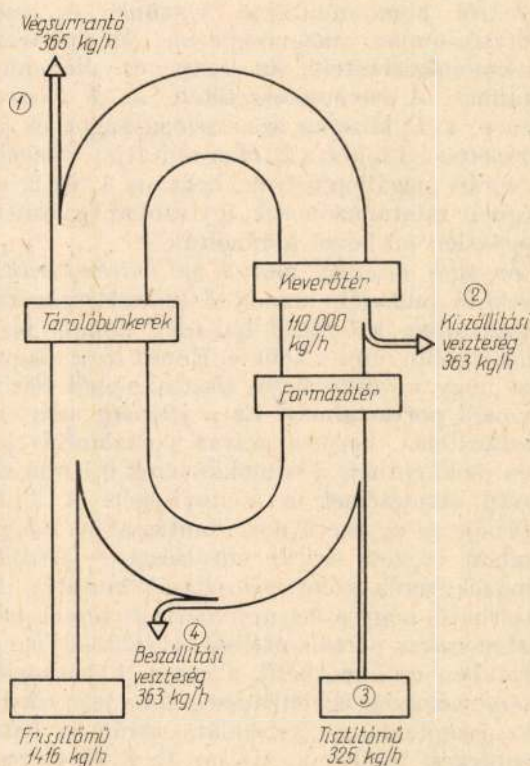 Végsurrantó
365 kg/h
①
Keverőtér
②
Tárolóbunkerek
110 000
kg/h
Kiszállítási
veszteség
363 kg/h
Formázótér
④
Beszállítási
veszteség
363 kg/h
③
Frissítőmű
1416 kg/h
Tisztítómű
325 kg/h